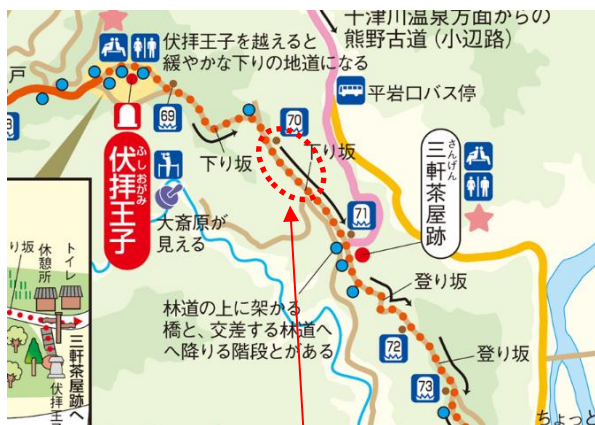 十津川温泉方面からの
熊野古道（小辺路）
伏拝王子を越えると
緩やかな下りの地道になる
戸
平岩口バス停
69
70
下り坂
下り坂
伏拝王子
ふしおがみ
三軒茶屋跡
さんげん
大斎原が
見える
71
登り坂
林道の上に架かる
橋と、交差する林道へ
へ降りる階段とがある
72
登り坂
73
り坂
休憩所
トイレ
三軒茶屋跡へ
伏拝王子
ちょっと